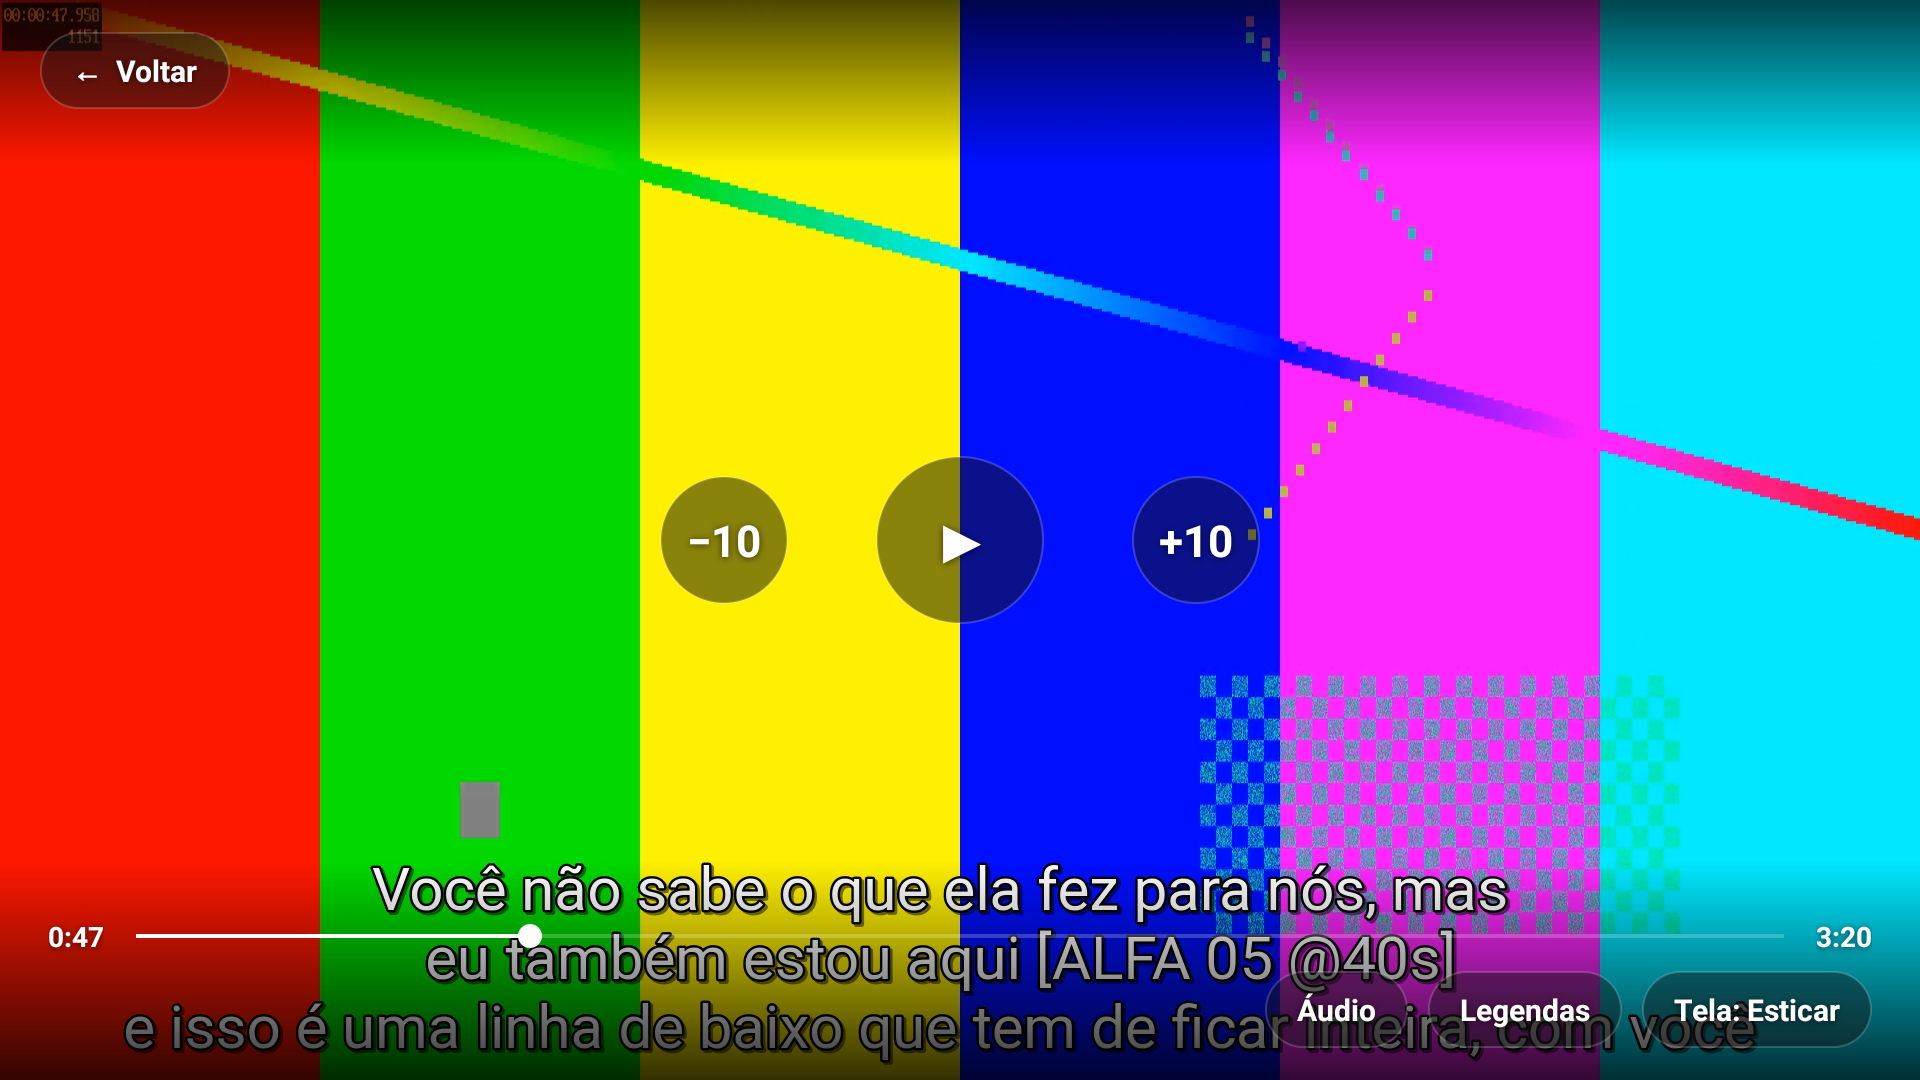 00:00:47.958
1151
← Voltar
−10
+10
Você não sabe o que ela fez para nós, mas
0:47
3:20
eu também estou aqui [ALFA 05 @40s]
Áudio
Legendas
Tela: Esticar
e isso é uma linha de baixo que tem de ficar inteira, com você